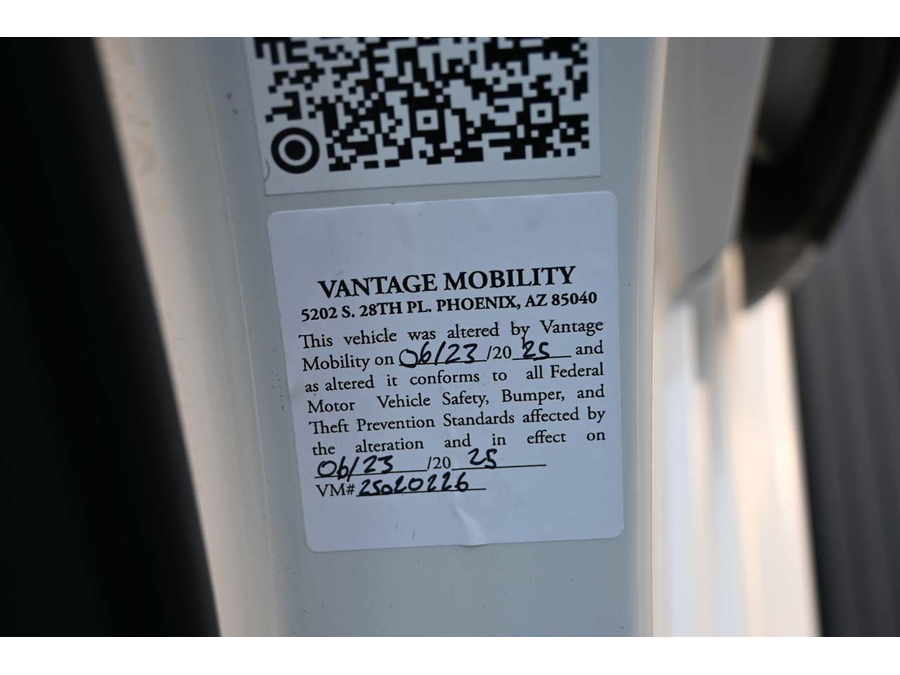 VANTAGE MOBILITY
5202 S. 28TH PL. PHOENIX, AZ 85040
This vehicle was altered by Vantage
Mobility on 06/23/20 25 and
as altered it conforms to all Federal
Motor Vehicle Safety, Bumper, and
Theft Prevention Standards affected by
the alteration and in effect on
06/23/20 25
VM# 25020226